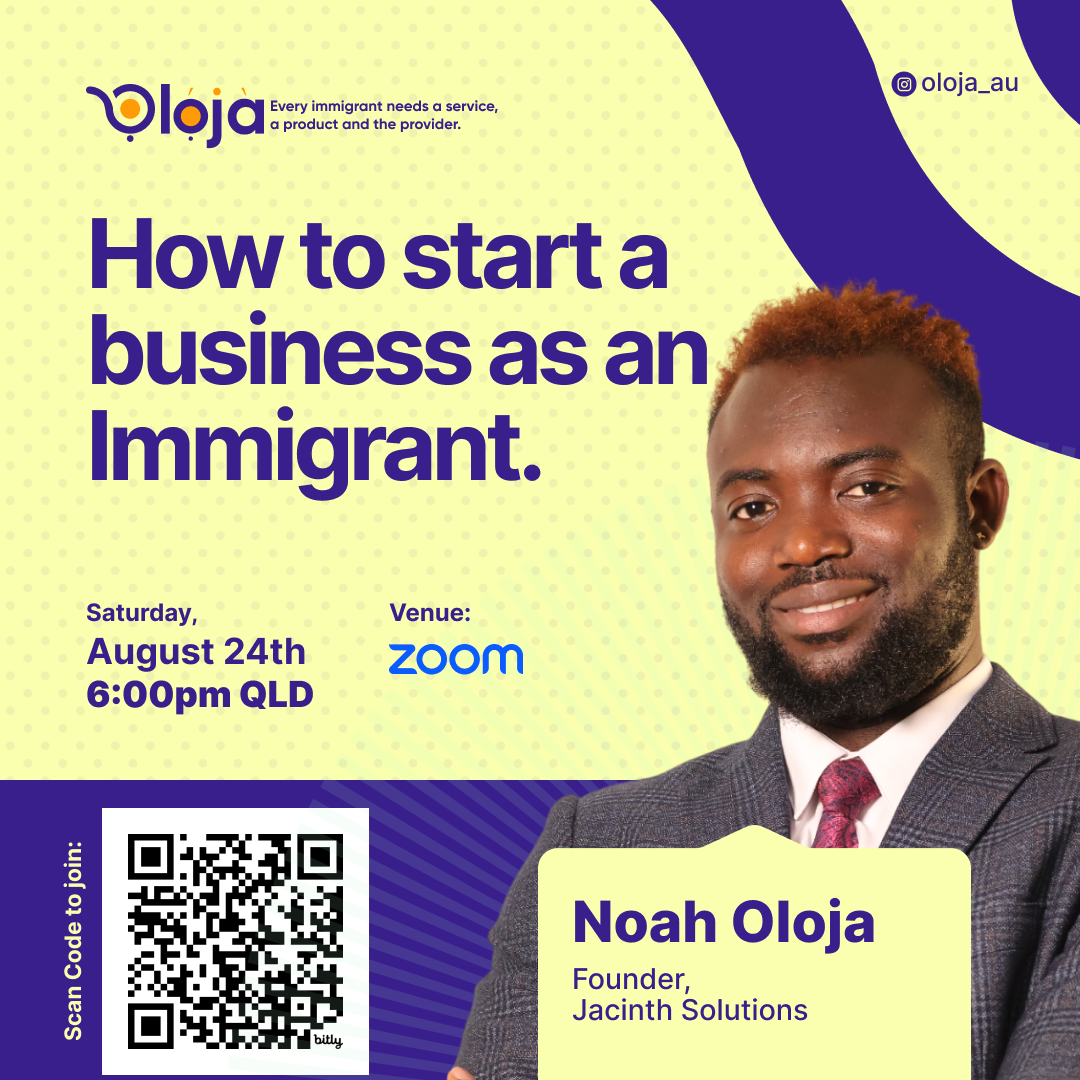 Olója
Every immigrant needs a service,
a product and the provider.
oloja_au
How to start a
business as an
Immigrant.
Saturday,
August 24th
6:00pm QLD
Venue:
zoom
Scan Code to join:
bitly
Noah Oloja
Founder,
Jacinth Solutions